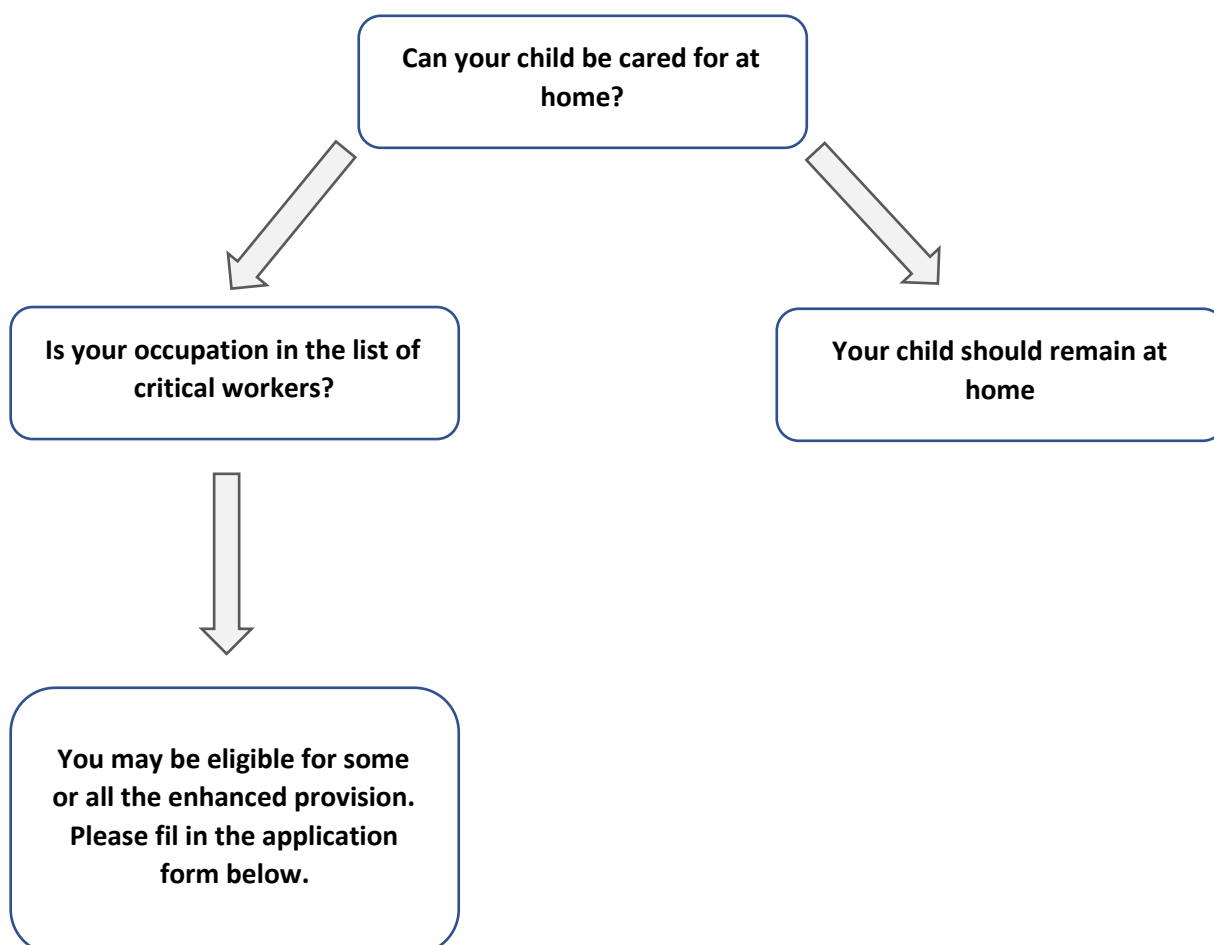 Can your child be cared for at
home?
Is your occupation in the list of
critical workers?
Your child should remain at
home
You may be eligible for some
or all the enhanced provision.
Please fil in the application
form below.